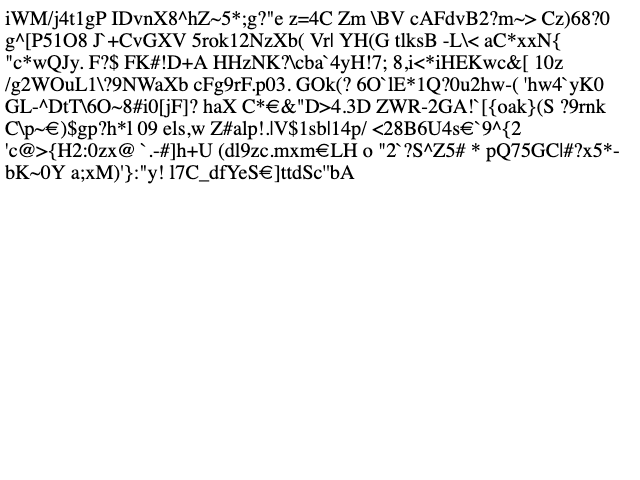 iWM/j4t1gP IDvnX8^hZ~5*;g?"e z=4C Zm \BV cAFdvB2?m~> Cz)68?0
g^[P51O8 J`+CvGXV 5rok12NzXb( Vr| YH(G tlksB -L\< aC*xxN{
"c*wQJy. F?$ FK#!D+A HHzNK?\cba`4yH!7; 8,i<*iHEKwc&[ 10z
/g2WOuL1\?9NWaXb cFg9rF.p03. GOk(? 6O`lE*1Q?0u2hw-( 'hw4`yK0
GL-^DtT\6O~8#i0[jF]? haX C*€&"D>4.3D ZWR-2GA!`[{oak}(S ?9rnk
C\p~€)$gp?h*l 09 els,w Z#alp!.|V$1sb|14p/ <28B6U4s€`9^{2
'c@>{H2:0zx@ `.-#]h+U (dl9zc.mxm€LH o "2`?S^Z5# * pQ75GC|#?x5*-
bK~0Y a;xM)'}:"y! l7C_dfYeS€]ttdSc"bA